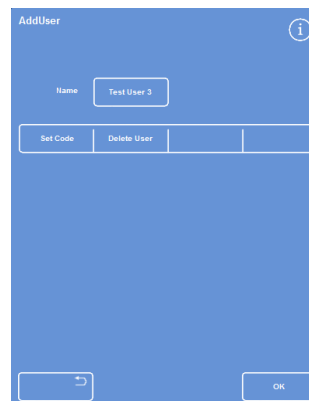 AddUser
i
Name
Test User 3
Set Code
Delete User
OK